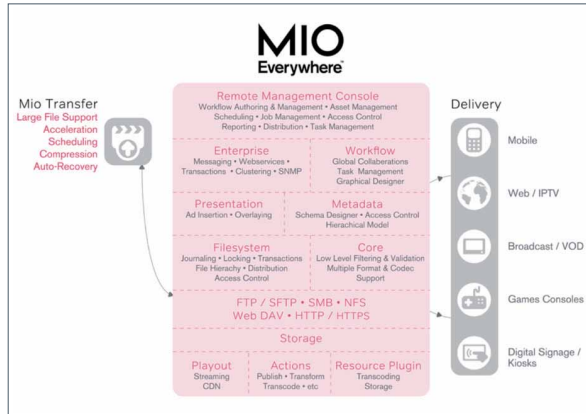 MIO
Everywhere™
Mio Transfer
Large File Support
Acceleration
Scheduling
Compression
Auto-Recovery
Remote Management Console
Workflow Authoring & Management • Asset Management
Scheduling • Job Management • Access Control
Reporting • Distribution • Task Management
Enterprise
Messaging • Webservices •
Transactions • Clustering • SNMP
Workflow
Global Collaberations
Task Management
Graphical Designer
Presentation
Ad Insertion • Overlaying
Metadata
Schema Designer • Access Control
Hierachical Model
Filesystem
Journaling • Locking • Transactions
File Hierachy • Distribution
Access Control
Core
Low Level Filtering & Validation
Multiple Format & Codec
Support
FTP / SFTP • SMB • NFS
Web DAV • HTTP / HTTPS
Storage
Playout
Streaming
CDN
Actions
Publish • Transform
Transcode • etc
Resource Plugin
Transcoding
Storage
Delivery
Mobile
Web / IPTV
Broadcast / VOD
Games Consoles
Digital Signage /
Kiosks